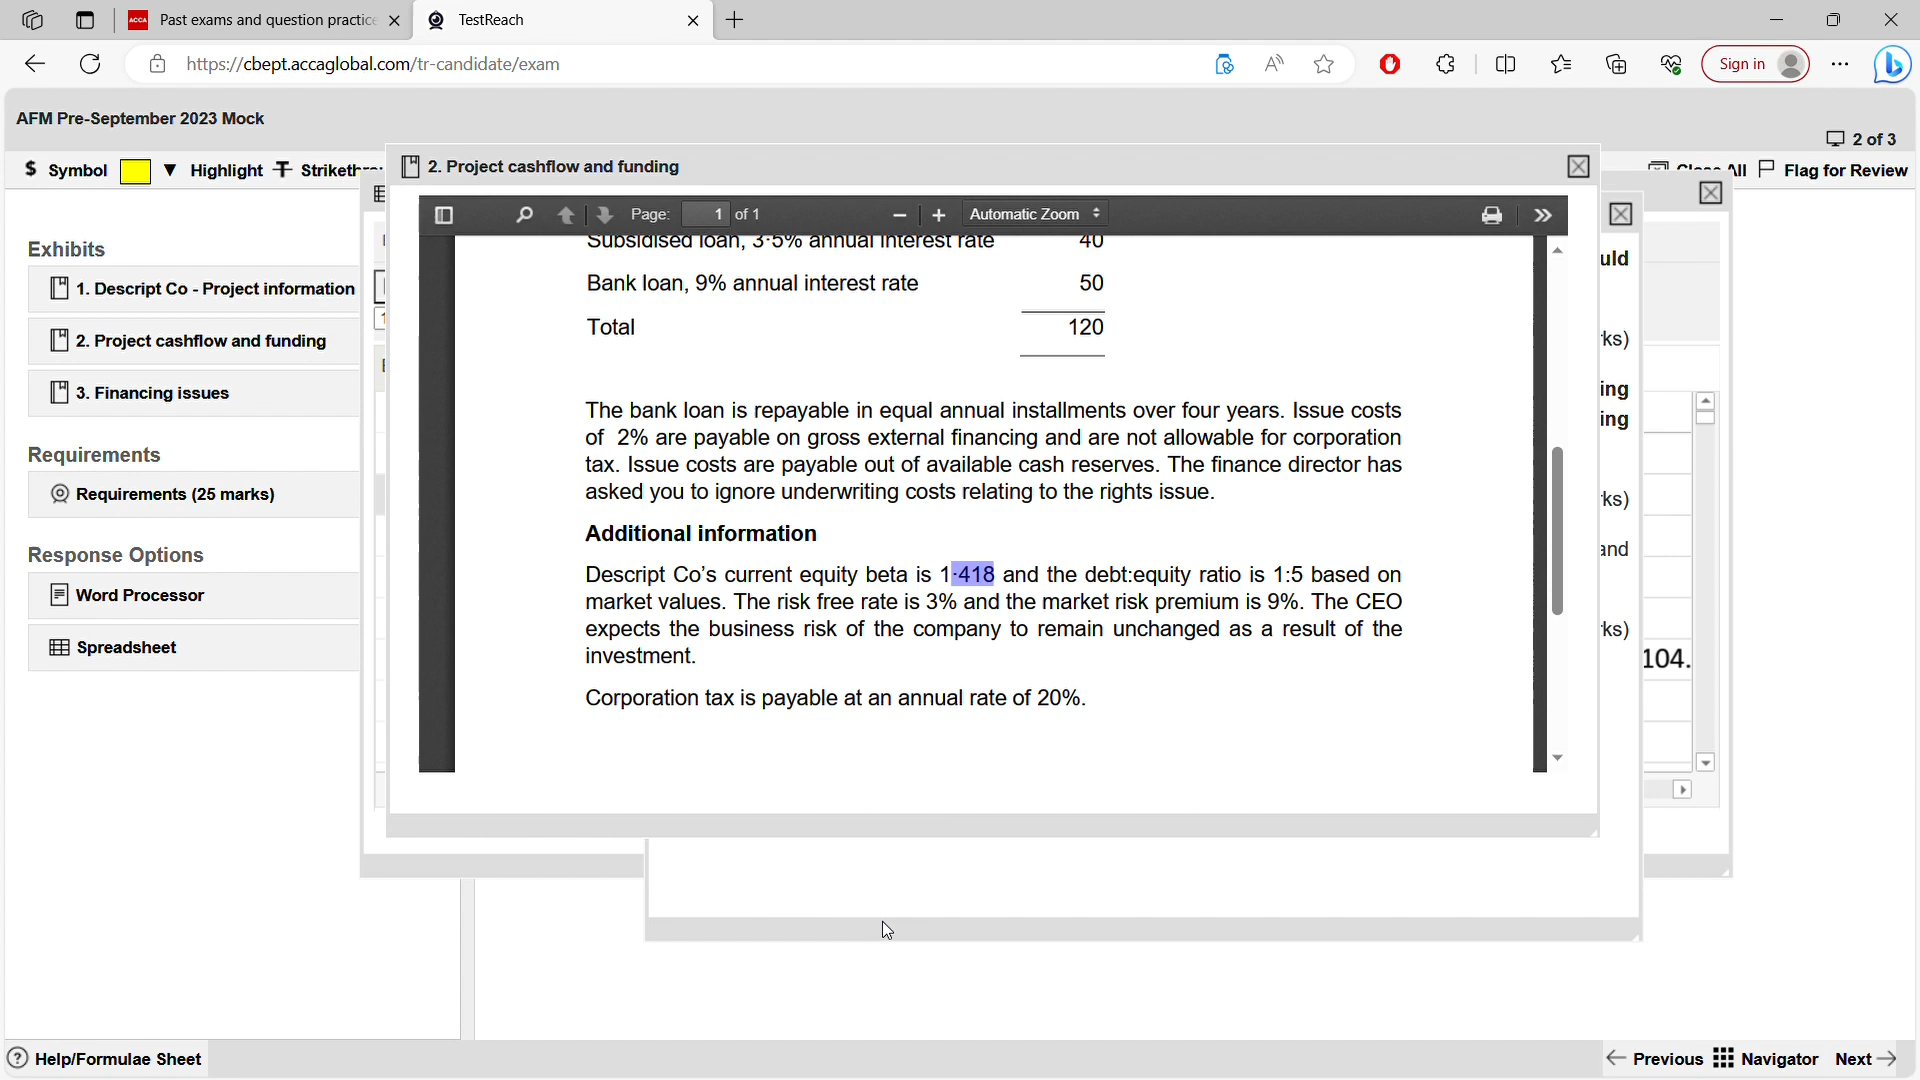 Past exams and question practice
TestReach
https://cbept.accaglobal.com/tr-candidate/exam
Sign in
AFM Pre-September 2023 Mock
2 of 3
$ Symbol Highlight Strikethrou
Close All Flag for Review
2. Project cashflow and funding
Page: 1 of 1
Automatic Zoom
Exhibits
1. Descript Co - Project information
2. Project cashflow and funding
3. Financing issues
Requirements
Requirements (25 marks)
Response Options
Word Processor
Spreadsheet
Subsidised loan, 3·5% annual interest rate 40
Bank loan, 9% annual interest rate 50
Total 120
The bank loan is repayable in equal annual installments over four years. Issue costs
of 2% are payable on gross external financing and are not allowable for corporation
tax. Issue costs are payable out of available cash reserves. The finance director has
asked you to ignore underwriting costs relating to the rights issue.
Additional information
Descript Co's current equity beta is 1·418 and the debt:equity ratio is 1:5 based on
market values. The risk free rate is 3% and the market risk premium is 9%. The CEO
expects the business risk of the company to remain unchanged as a result of the
investment.
Corporation tax is payable at an annual rate of 20%.
uld
ks)
ing
ing
ks)
and
ks)
104.
Help/Formulae Sheet
Previous Navigator Next